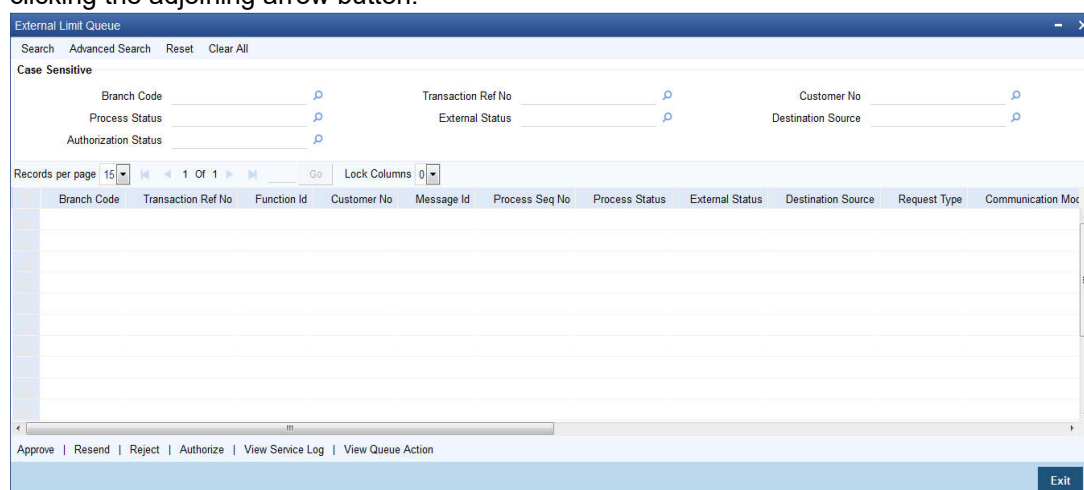 clicking the adjoining arrow button.
External Limit Queue
Search Advanced Search Reset Clear All
Case Sensitive
Branch Code Transaction Ref No Customer No
Process Status External Status Destination Source
Authorization Status
Records per page 15 1 Of 1 Go Lock Columns 0
Branch Code Transaction Ref No Function Id Customer No Message Id Process Seq No Process Status External Status Destination Source Request Type Communication Moc
Approve | Resend | Reject | Authorize | View Service Log | View Queue Action
Exit